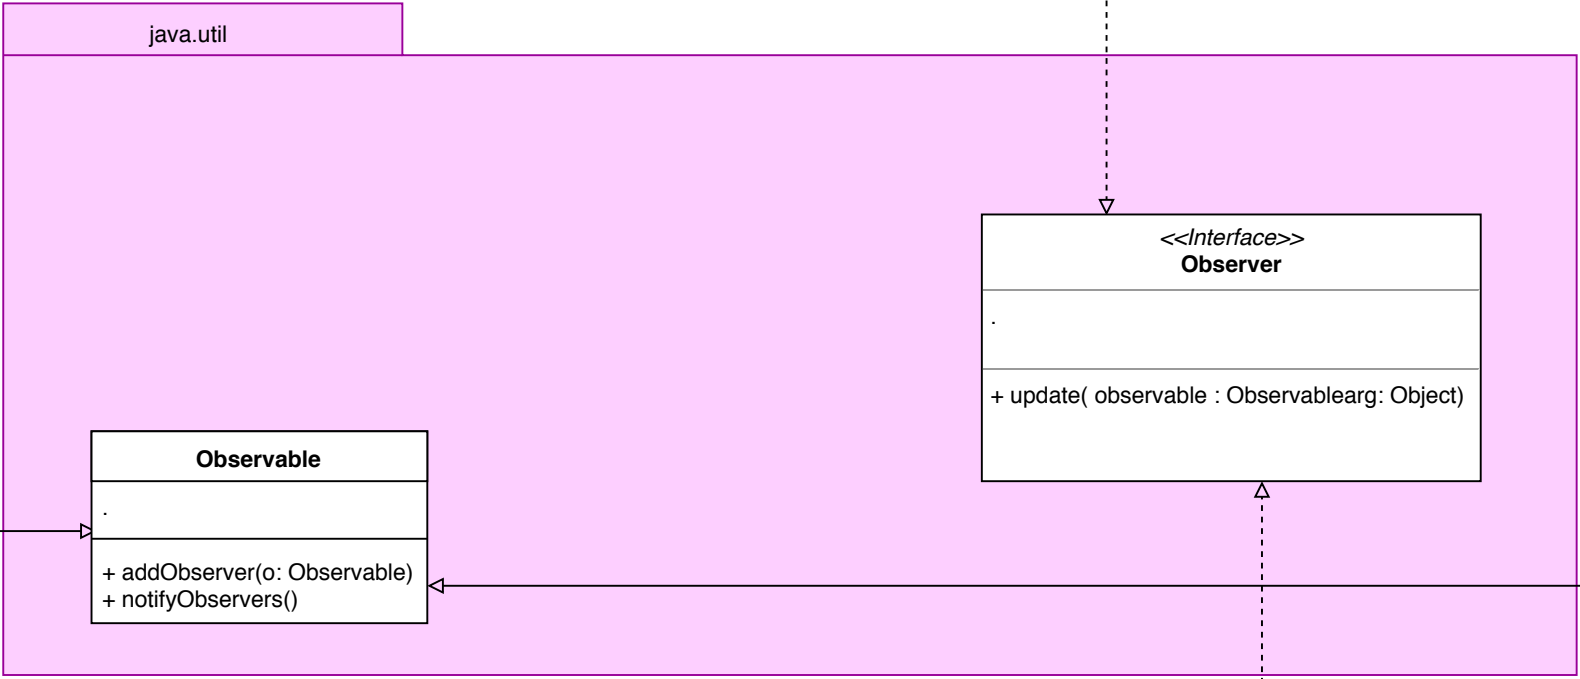 java.util
<<Interface>>
Observer
.
+ update( observable : Observablearg: Object)
Observable
.
+ addObserver(o: Observable)
+ notifyObservers()